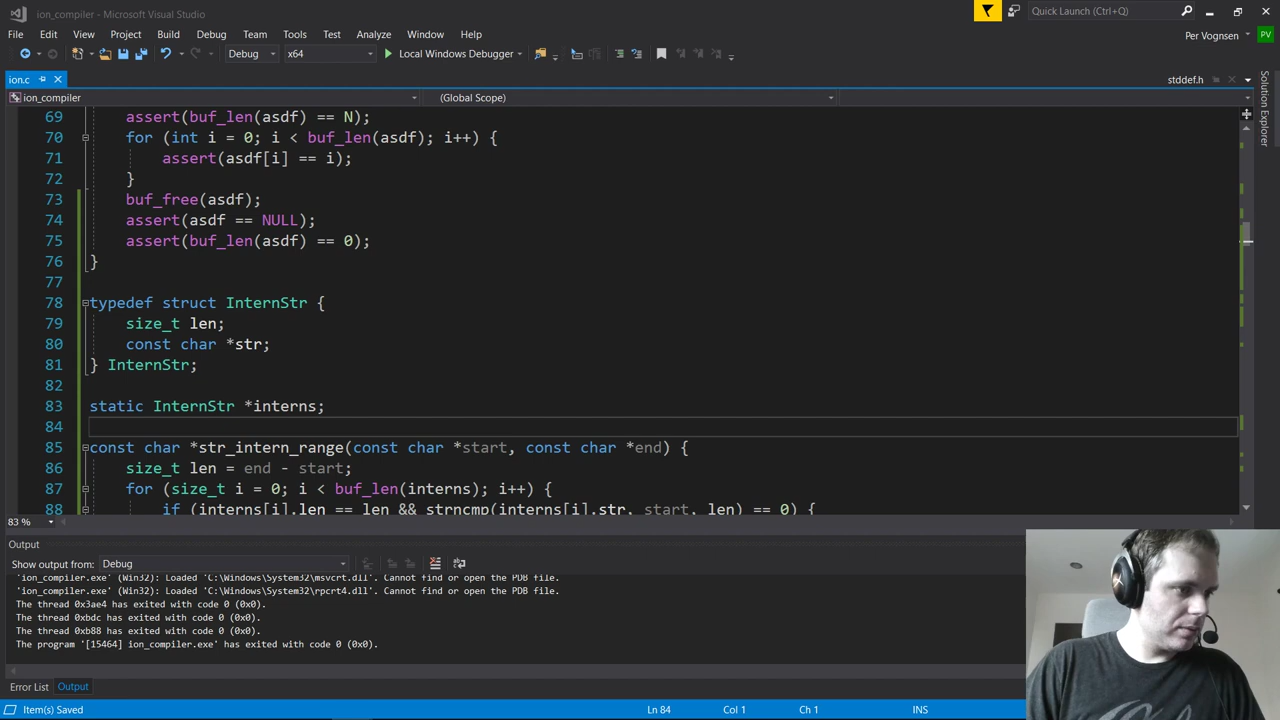 ion_compiler - Microsoft Visual Studio
Quick Launch (Ctrl+Q)
File Edit View Project Build Debug Team Tools Test Analyze Window Help
Per Vognsen PV
Debug x64 Local Windows Debugger
ion.c stddef.h
ion_compiler (Global Scope)
69 assert(buf_len(asdf) == N);
70 for (int i = 0; i < buf_len(asdf); i++) {
71 assert(asdf[i] == i);
72 }
73 buf_free(asdf);
74 assert(asdf == NULL);
75 assert(buf_len(asdf) == 0);
76 }
77
78 typedef struct InternStr {
79 size_t len;
80 const char *str;
81 } InternStr;
82
83 static InternStr *interns;
84
85 const char *str_intern_range(const char *start, const char *end) {
86 size_t len = end - start;
87 for (size_t i = 0; i < buf_len(interns); i++) {
88 if (interns[i].len == len && strncmp(interns[i].str, start, len) == 0) {
83 %
Solution Explorer
Output
Show output from: Debug
'ion_compiler.exe' (Win32): Loaded 'C:\Windows\System32\msvcrt.dll'. Cannot find or open the PDB file.
'ion_compiler.exe' (Win32): Loaded 'C:\Windows\System32\rpcrt4.dll'. Cannot find or open the PDB file.
The thread 0x3ae4 has exited with code 0 (0x0).
The thread 0xbdc has exited with code 0 (0x0).
The thread 0xb88 has exited with code 0 (0x0).
The program '[15464] ion_compiler.exe' has exited with code 0 (0x0).
Error List Output
Item(s) Saved Ln 84 Col 1 Ch 1 INS